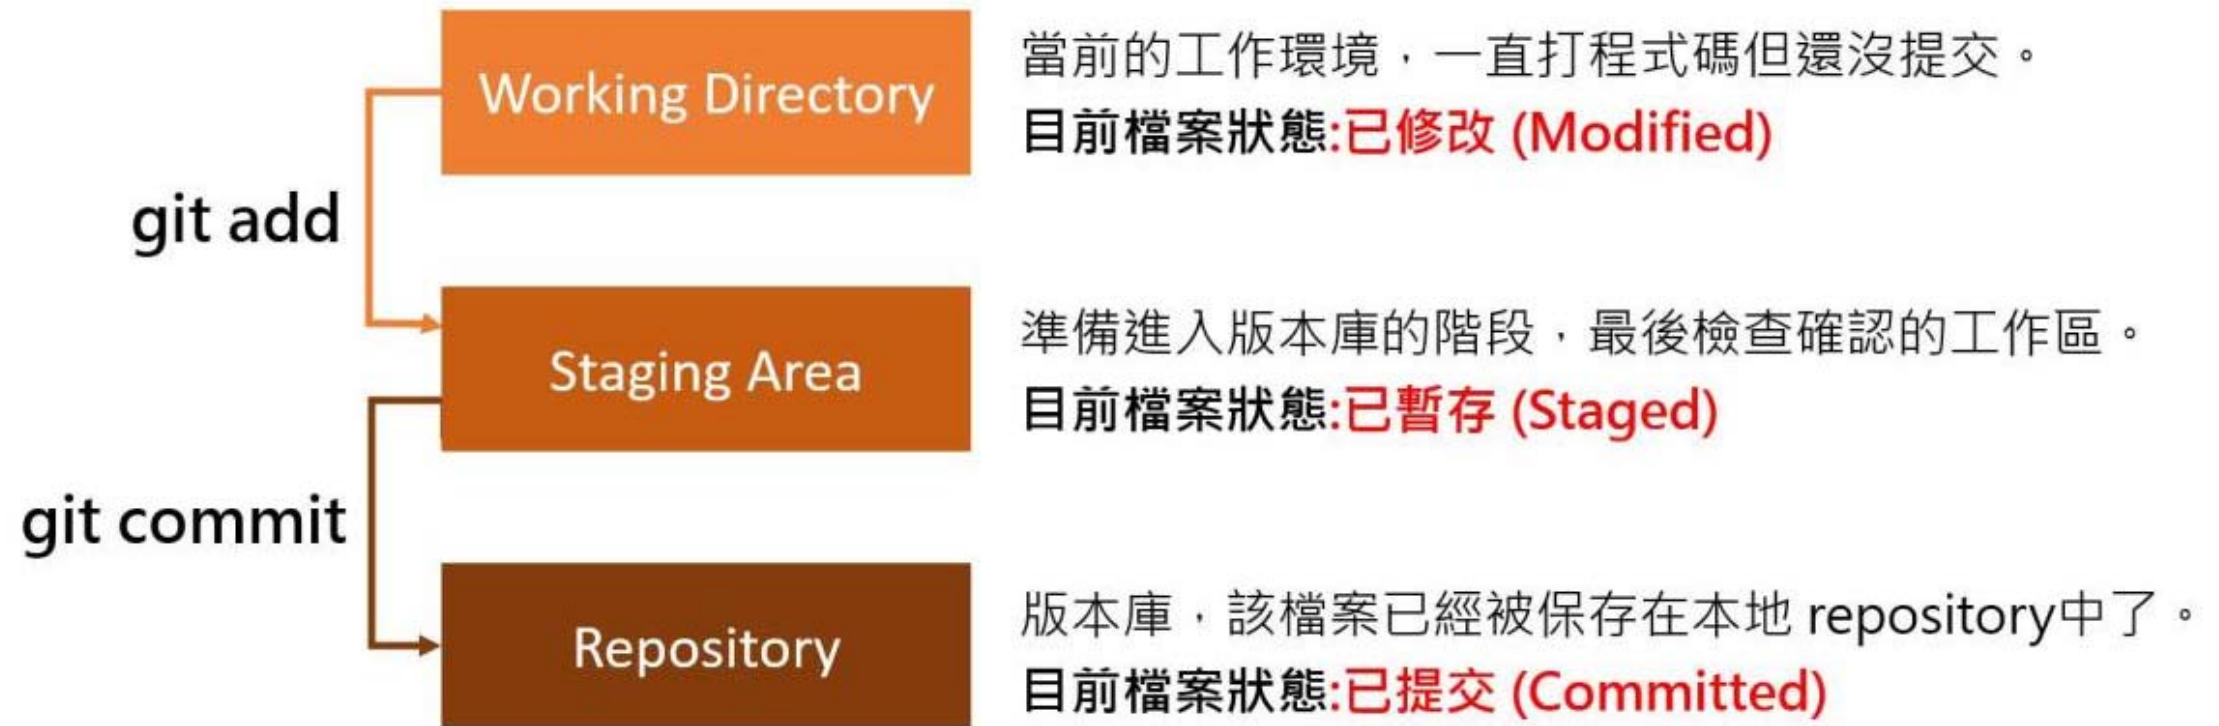 Working Directory
當前的工作環境，一直打程式碼但還沒提交。
目前檔案狀態:已修改 (Modified)
git add
Staging Area
準備進入版本庫的階段，最後檢查確認的工作區。
目前檔案狀態:已暫存 (Staged)
git commit
Repository
版本庫，該檔案已經被保存在本地 repository中了。
目前檔案狀態:已提交 (Committed)